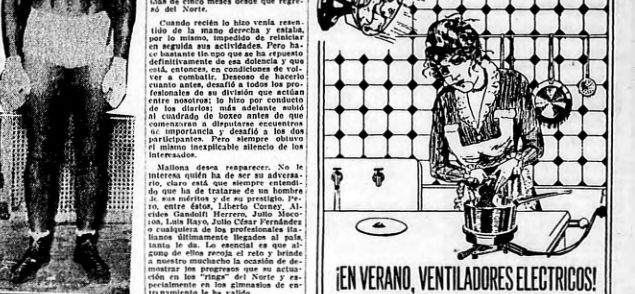 más de cinco meses desde que regre-
só del Norte.
Cuando recién lo hizo venía resen-
tido de la mano derecha y estaba,
por lo mismo, impedido de reiniciar
en seguida sus actividades. Pero ha-
ce bastante tiempo que se ha repuesto
definitivamente de esa dolencia y que
está, entonces, en condiciones de vol-
ver a combatir. Deseoso de hacerlo
cuanto antes, desafió a todos los pro-
fesionales de su división que actúan
entre nosotros; lo hizo por conducto
de los diarios; más adelante subió
al cuadrado de boxeo antes de que
comenzaran a disputarse encuentros
de importancia y desafió a los dos
participantes. Pero siempre obtuvo
el mismo inexplicable silencio de los
interesados.
Mallona desea reaparecer. No le
interesa quién ha de ser su adversa-
rio, claro está que siempre entendi-
do que ha de tratarse de un hombre
de sus méritos y de su prestigio. Pe-
ro, entre éstos, Liberto Corney, Al-
cides Gandolfi Herrero, Julio Moco-
roa, Luis Rayo, Julio César Fernández
o cualquiera de los profesionales ita-
lianos últimamente llegados al país,
tanto le da. Lo esencial es que al-
guno de ellos recoja el reto y brinde
a nuestro muchacho la ocasión de de-
mostrar los progresos que su actua-
ción en los "rings" del Norte y es-
pecialmente en los gimnasios de en-
trenamiento le ha valido.
¡EN VERANO, VENTILADORES ELECTRICOS!